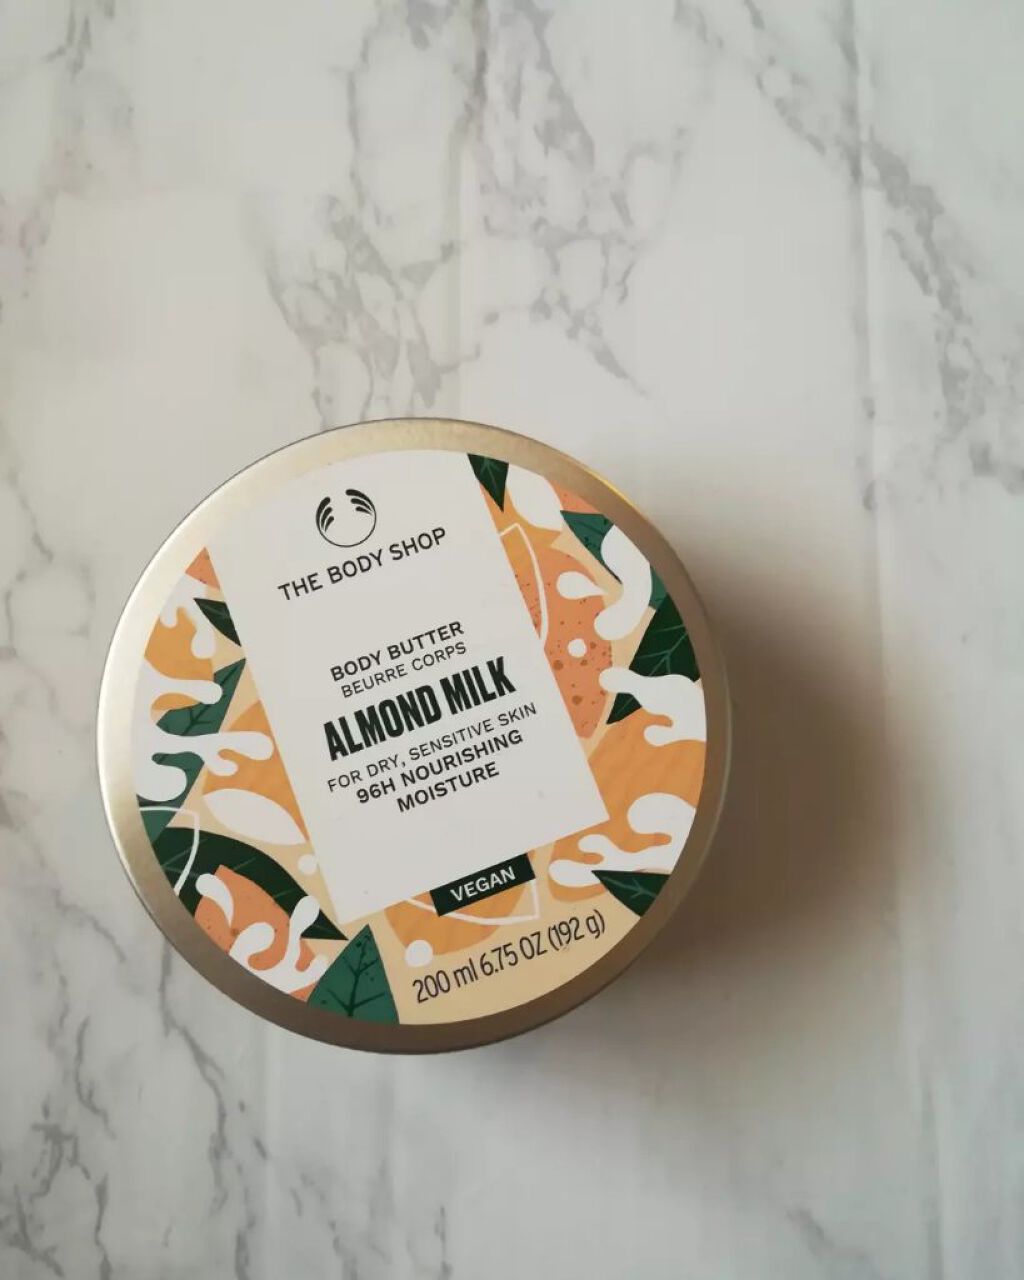 THE BODY SHOP
BODY BUTTER
BEURRE CORPS
ALMOND MILK
FOR DRY, SENSITIVE SKIN
96H NOURISHING
MOISTURE
VEGAN
200 ml 6.75 OZ (192 g)